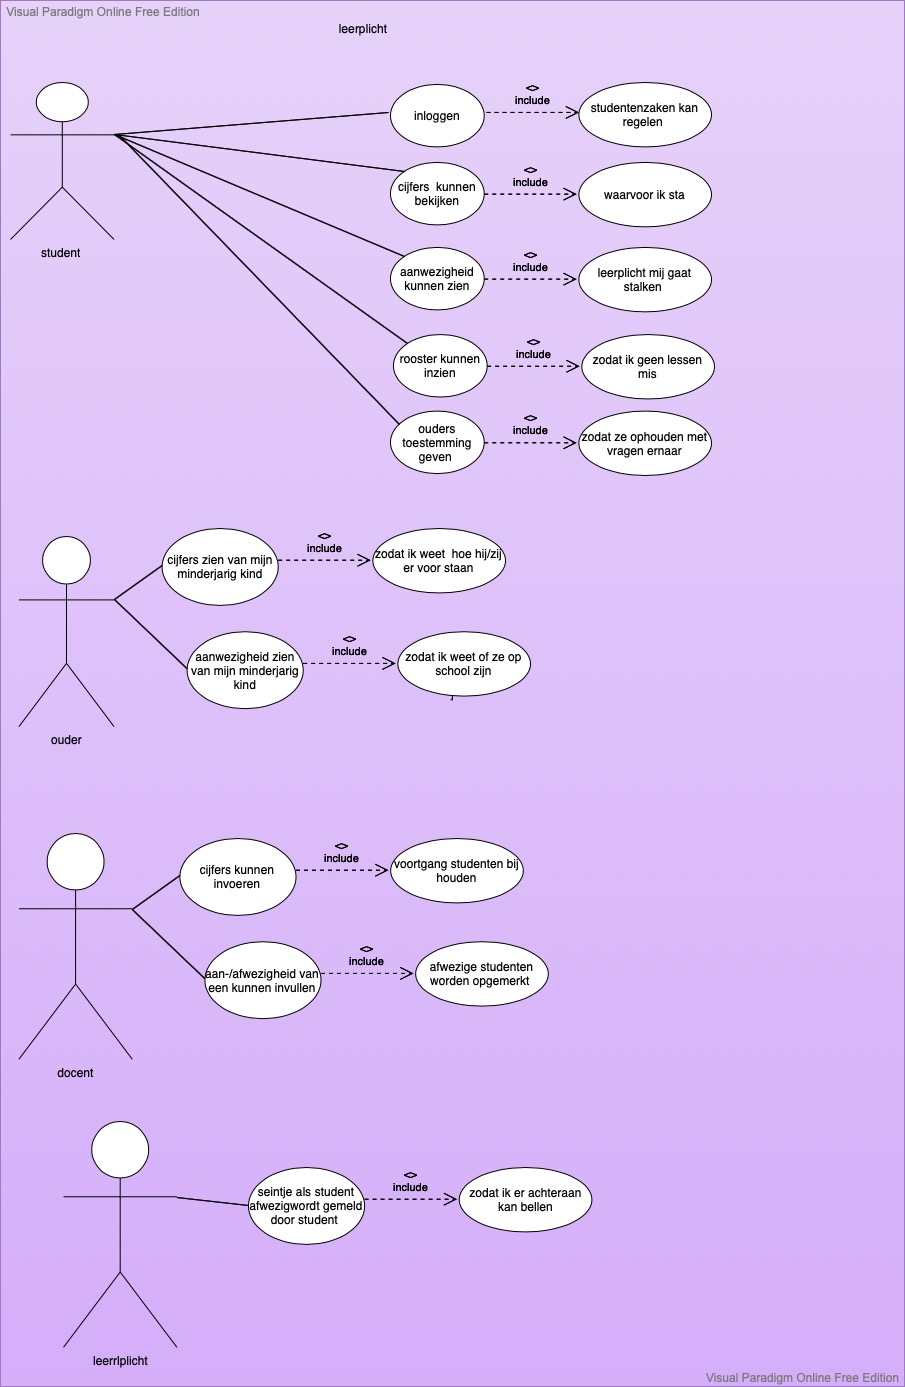 Visual Paradigm Online Free Edition
leerplicht
<>
include
inloggen
studentenzaken kan
regelen
<>
include
cijfers kunnen
bekijken
waarvoor ik sta
student
<>
include
aanwezigheid
kunnen zien
leerplicht mij gaat
stalken
<>
include
rooster kunnen
inzien
zodat ik geen lessen
mis
<>
include
ouders
toestemming
geven
zodat ze ophouden met
vragen ernaar
<>
include
cijfers zien van mijn
minderjarig kind
zodat ik weet hoe hij/zij
er voor staan
<>
include
aanwezigheid zien
van mijn minderjarig
kind
zodat ik weet of ze op
school zijn
ouder
<>
include
cijfers kunnen
invoeren
voortgang studenten bij
houden
<>
include
aan-/afwezigheid van
een kunnen invullen
afwezige studenten
worden opgemerkt
docent
<>
include
seintje als student
afwezigwordt gemeld
door student
zodat ik er achteraan
kan bellen
leerrlplicht
Visual Paradigm Online Free Edition